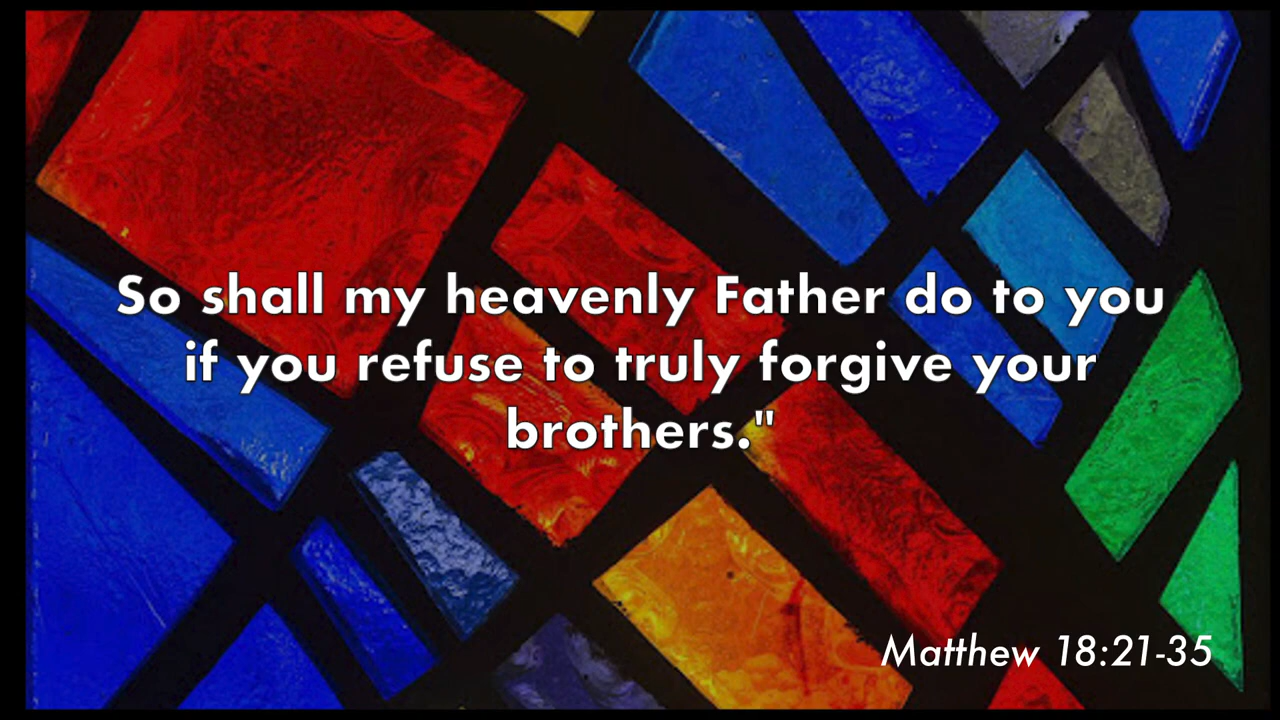 So shall my heavenly Father do to you
if you refuse to truly forgive your
brothers."
Matthew 18:21-35